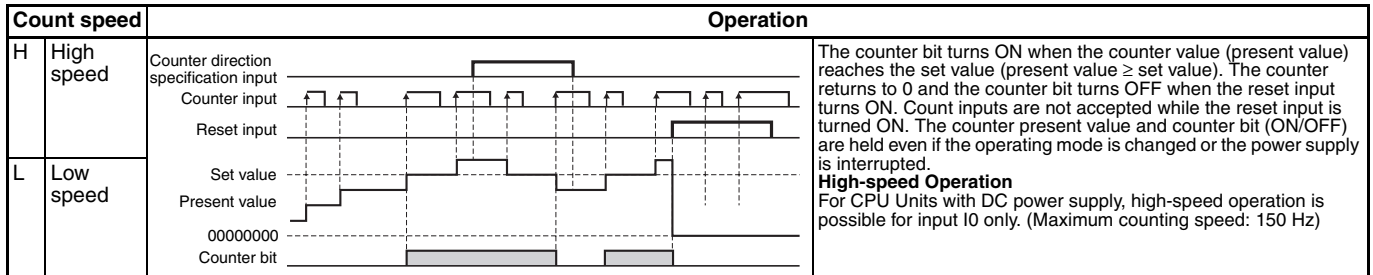 Count speed
Operation
H
High
speed
Counter direction
specification input
Counter input
Reset input
L
Low
speed
Set value
Present value
00000000
Counter bit
The counter bit turns ON when the counter value (present value)
reaches the set value (present value ≥ set value). The counter
returns to 0 and the counter bit turns OFF when the reset input
turns ON. Count inputs are not accepted while the reset input is
turned ON. The counter present value and counter bit (ON/OFF)
are held even if the operating mode is changed or the power supply
is interrupted.
High-speed Operation
For CPU Units with DC power supply, high-speed operation is
possible for input I0 only. (Maximum counting speed: 150 Hz)